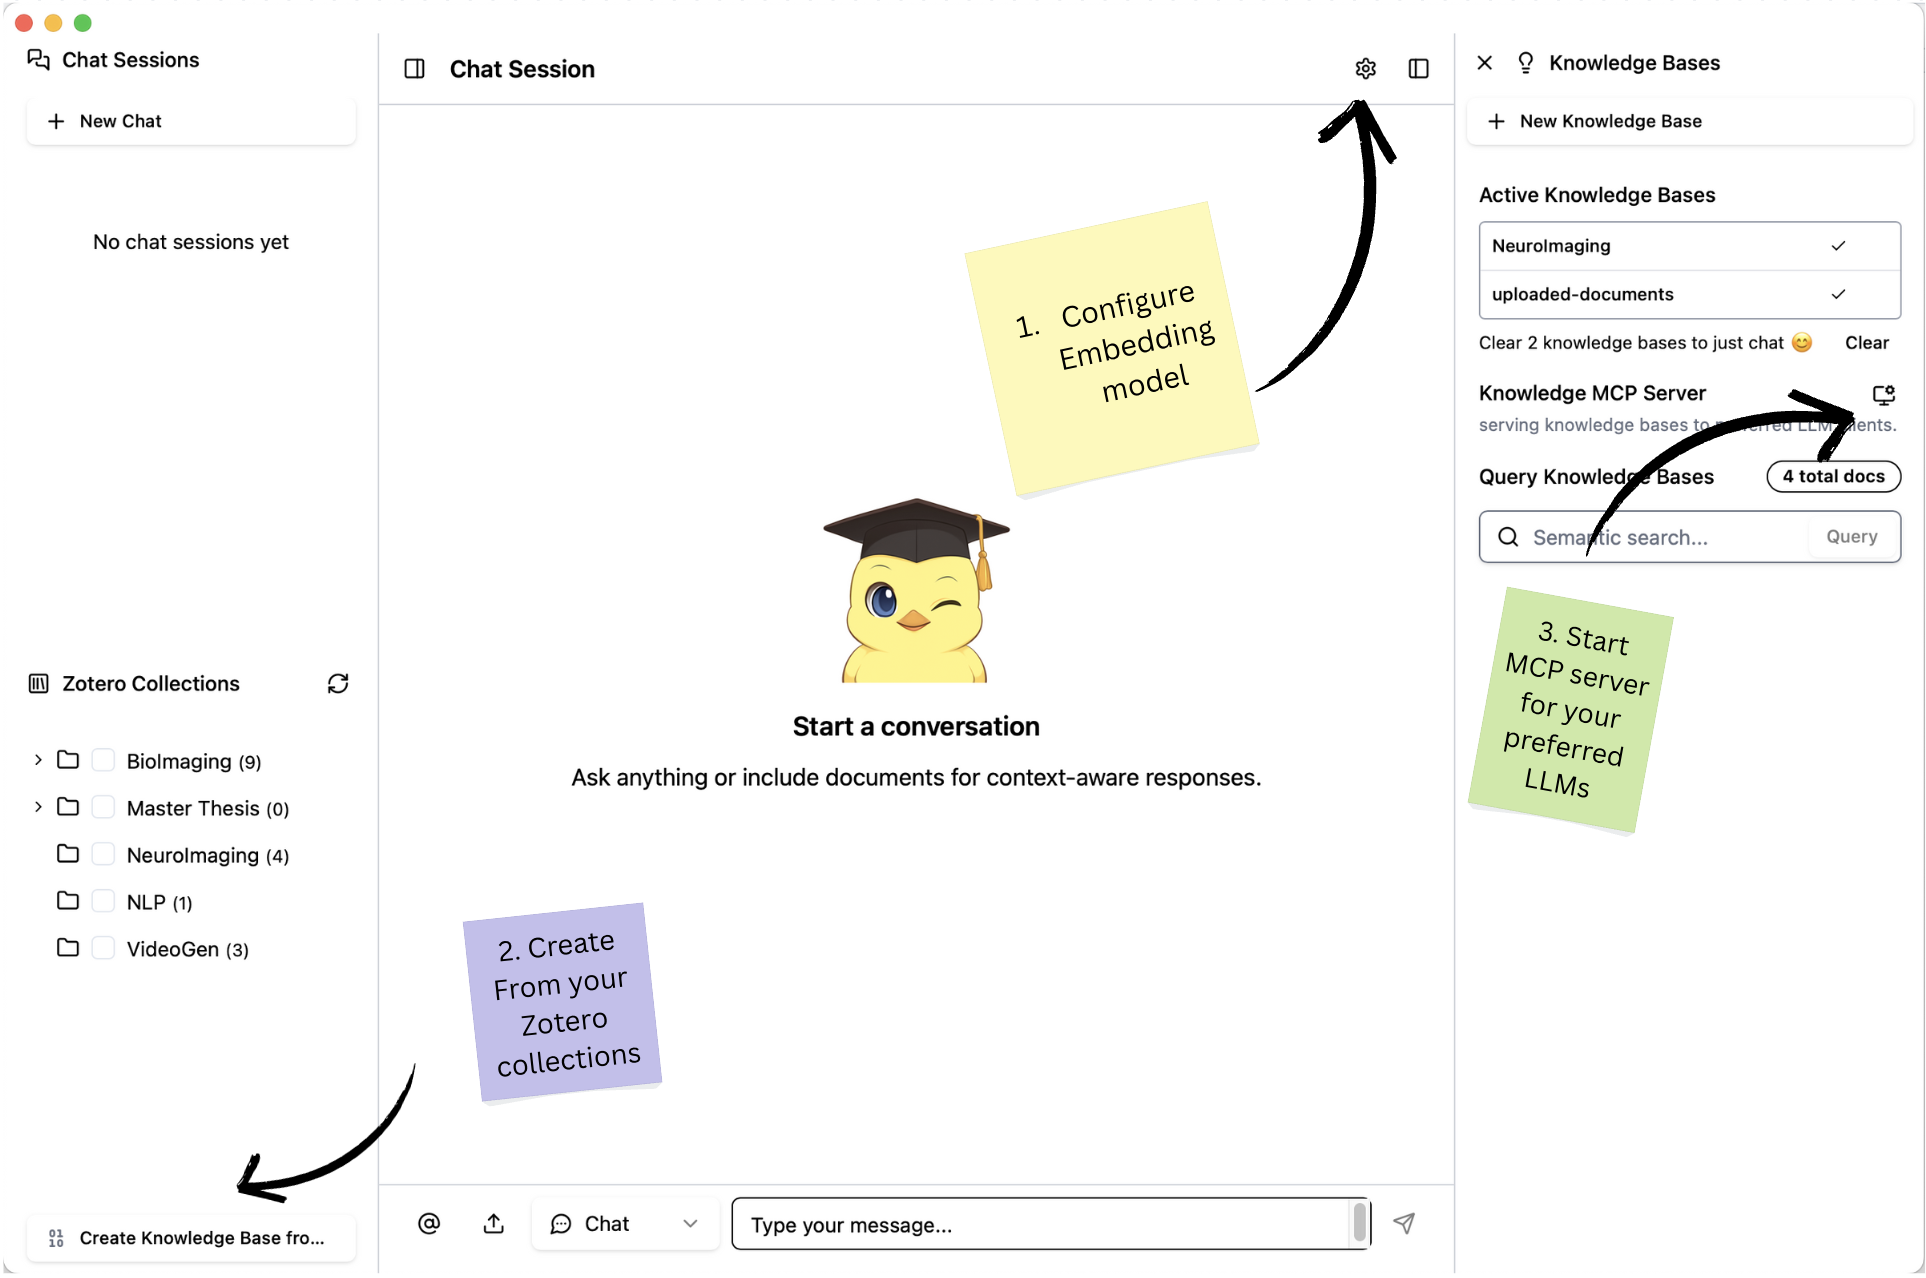 Chat Sessions
New Chat
No chat sessions yet
Zotero Collections
BioImaging (9)
Master Thesis (0)
NeuroImaging (4)
NLP (1)
VideoGen (3)
01
10
Create Knowledge Base fro...
Chat Session
1. Configure
Embedding
model
Start a conversation
Ask anything or include documents for context-aware responses.
2. Create
From your
Zotero
collections
@
Chat
Type your message...
Knowledge Bases
New Knowledge Base
Active Knowledge Bases
NeuroImaging
uploaded-documents
Clear 2 knowledge bases to just chat 😊 Clear
Knowledge MCP Server
serving knowledge bases to preferred LLM clients.
Query Knowledge Bases 4 total docs
Semantic search... Query
3. Start
MCP server
for your
preferred
LLMs